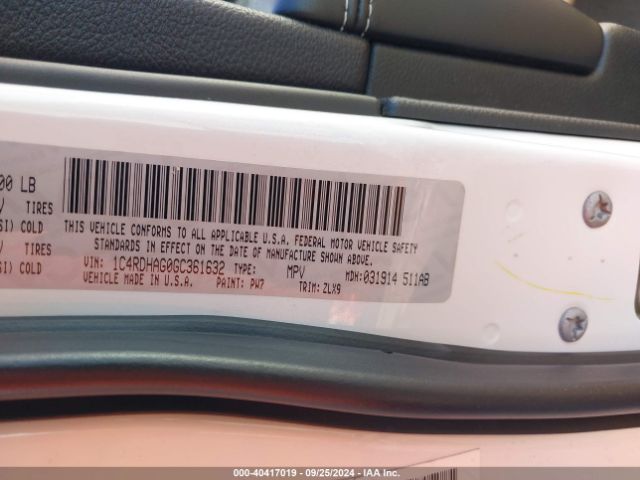 00 LB
TIRES
SI) COLD
TIRES
SI) COLD
THIS VEHICLE CONFORMS TO ALL APPLICABLE U.S.A. FEDERAL MOTOR VEHICLE SAFETY
STANDARDS IN EFFECT ON THE DATE OF MANUFACTURE SHOWN ABOVE.
VIN: 1C4RDHAG0GC361632 TYPE: MPV MDH:031914 511AB
VEHICLE MADE IN U.S.A. PAINT: PW7 TRIM: ZLX9
000-40417019 - 09/25/2024 - IAA Inc.